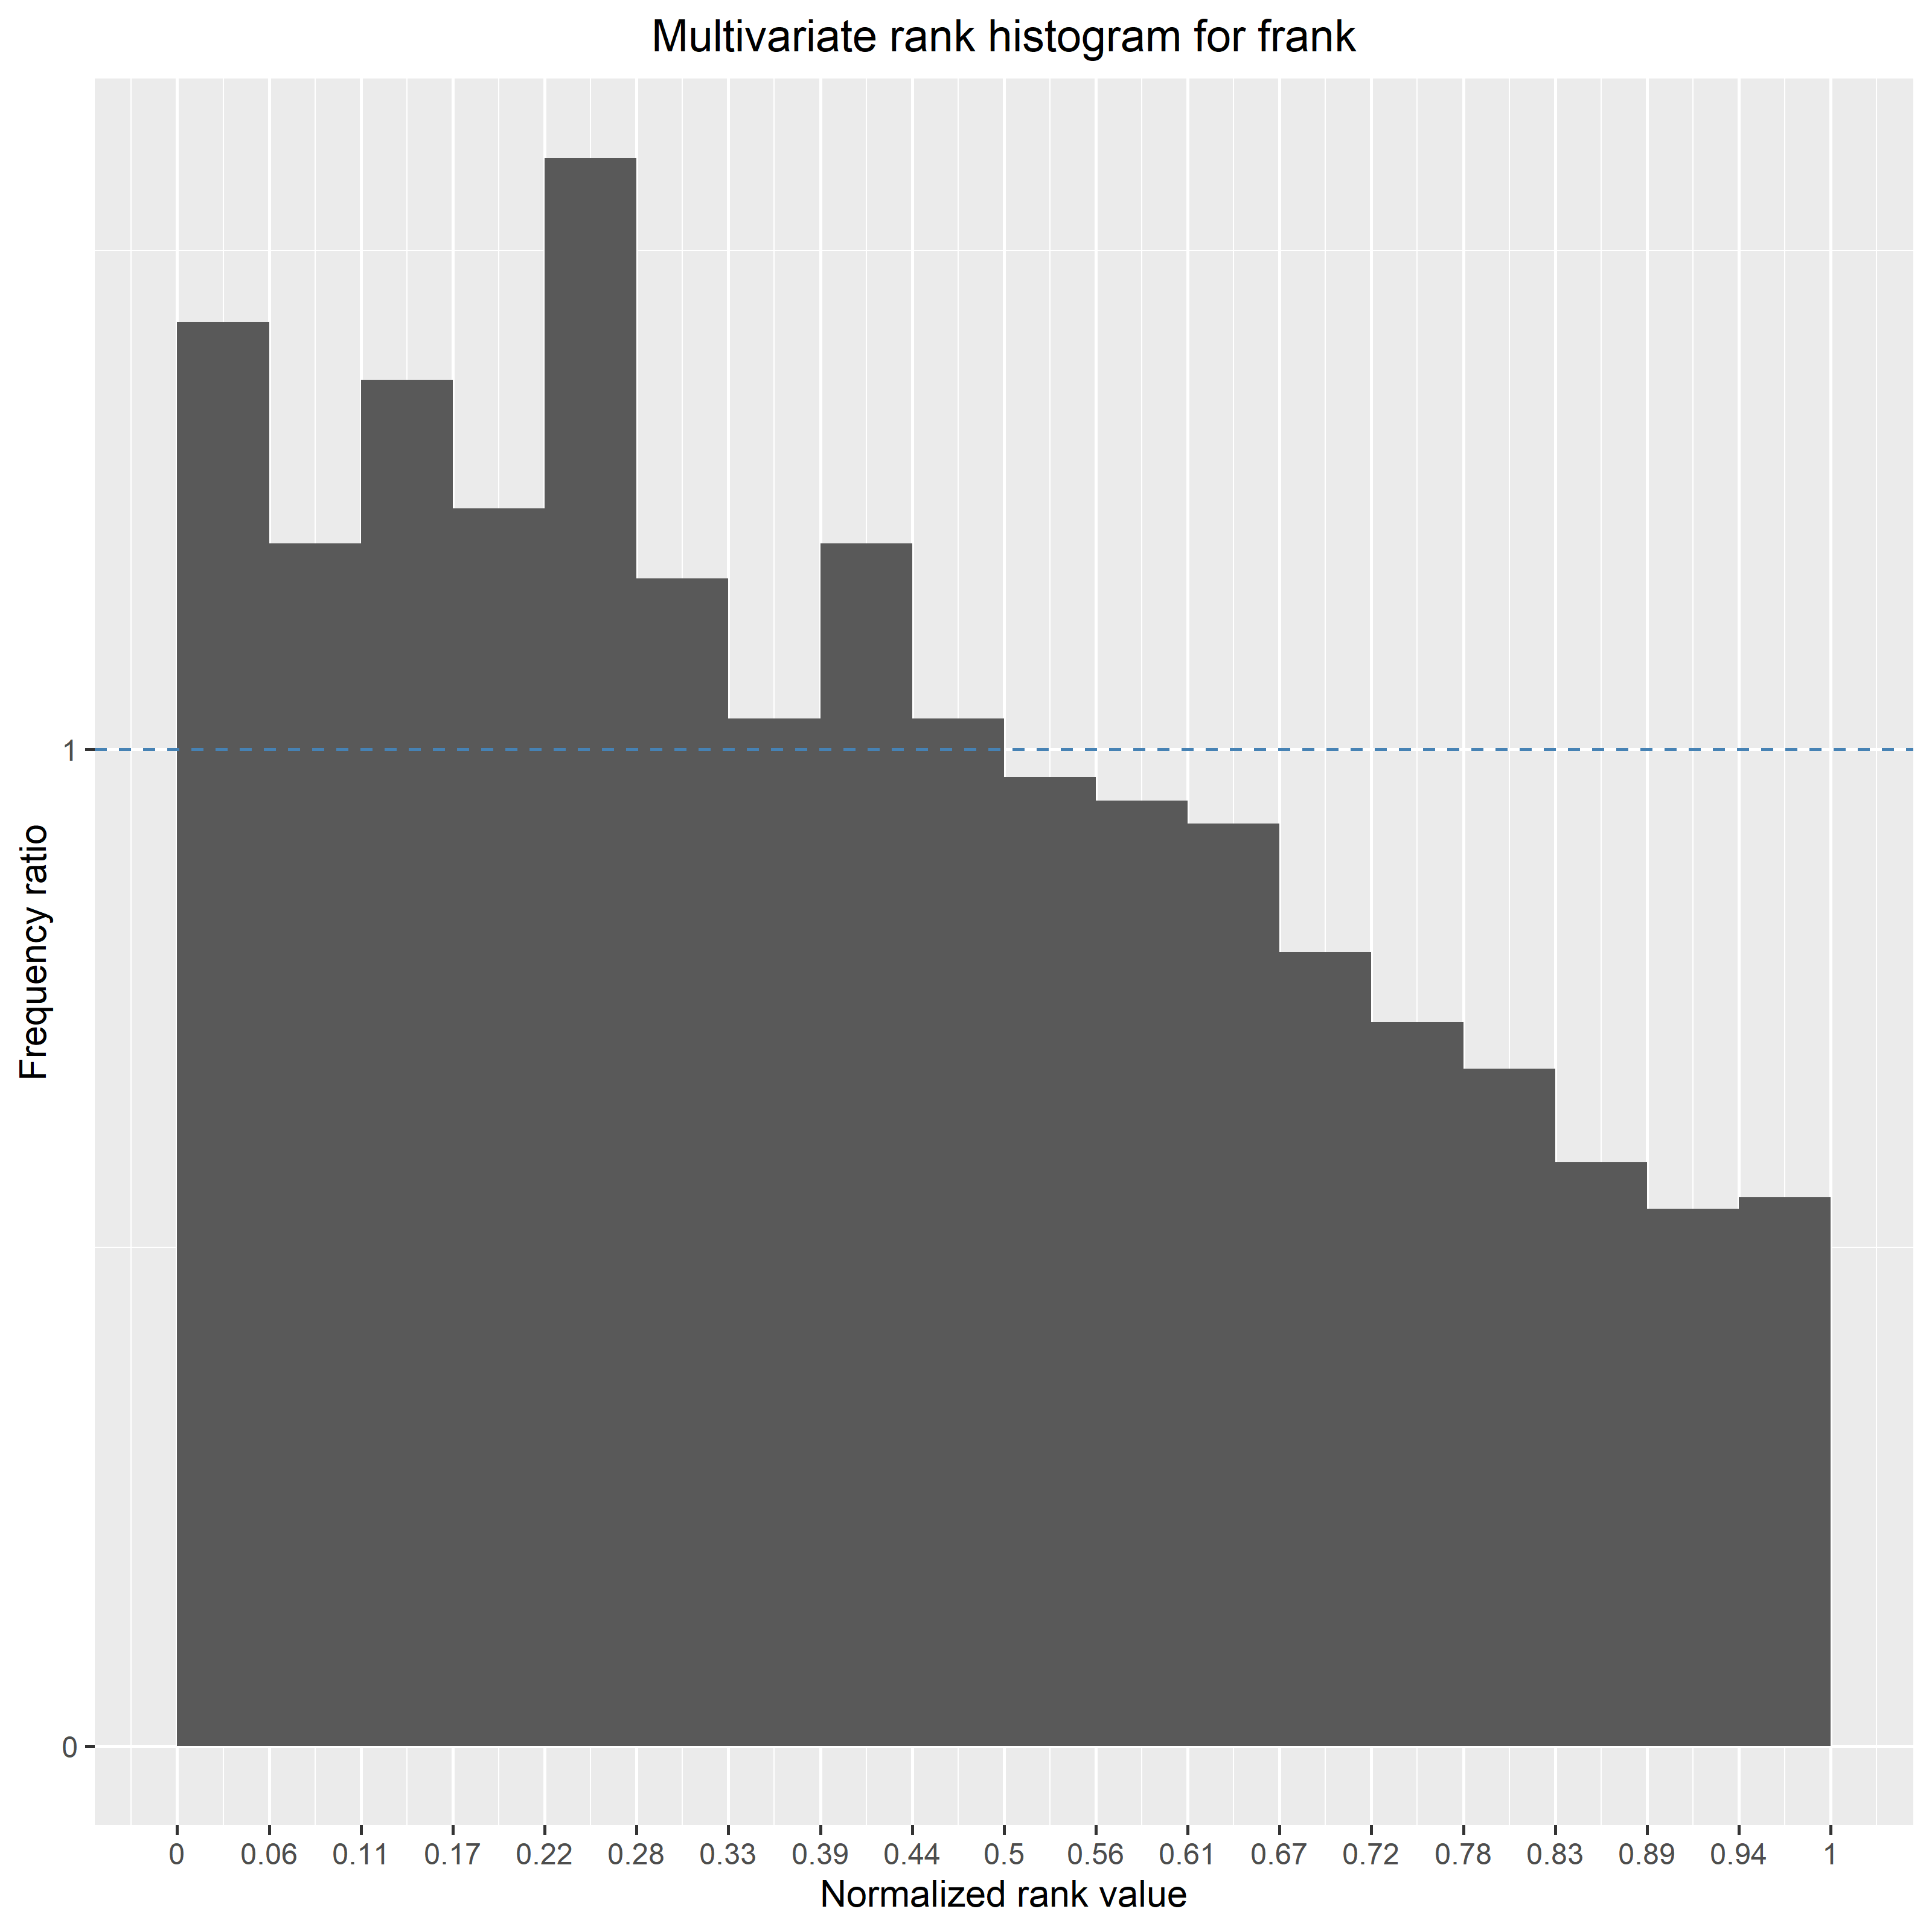 Multivariate rank histogram for frank
Frequency ratio
1
0
0 0.06 0.11 0.17 0.22 0.28 0.33 0.39 0.44 0.5 0.56 0.61 0.67 0.72 0.78 0.83 0.89 0.94 1
Normalized rank value